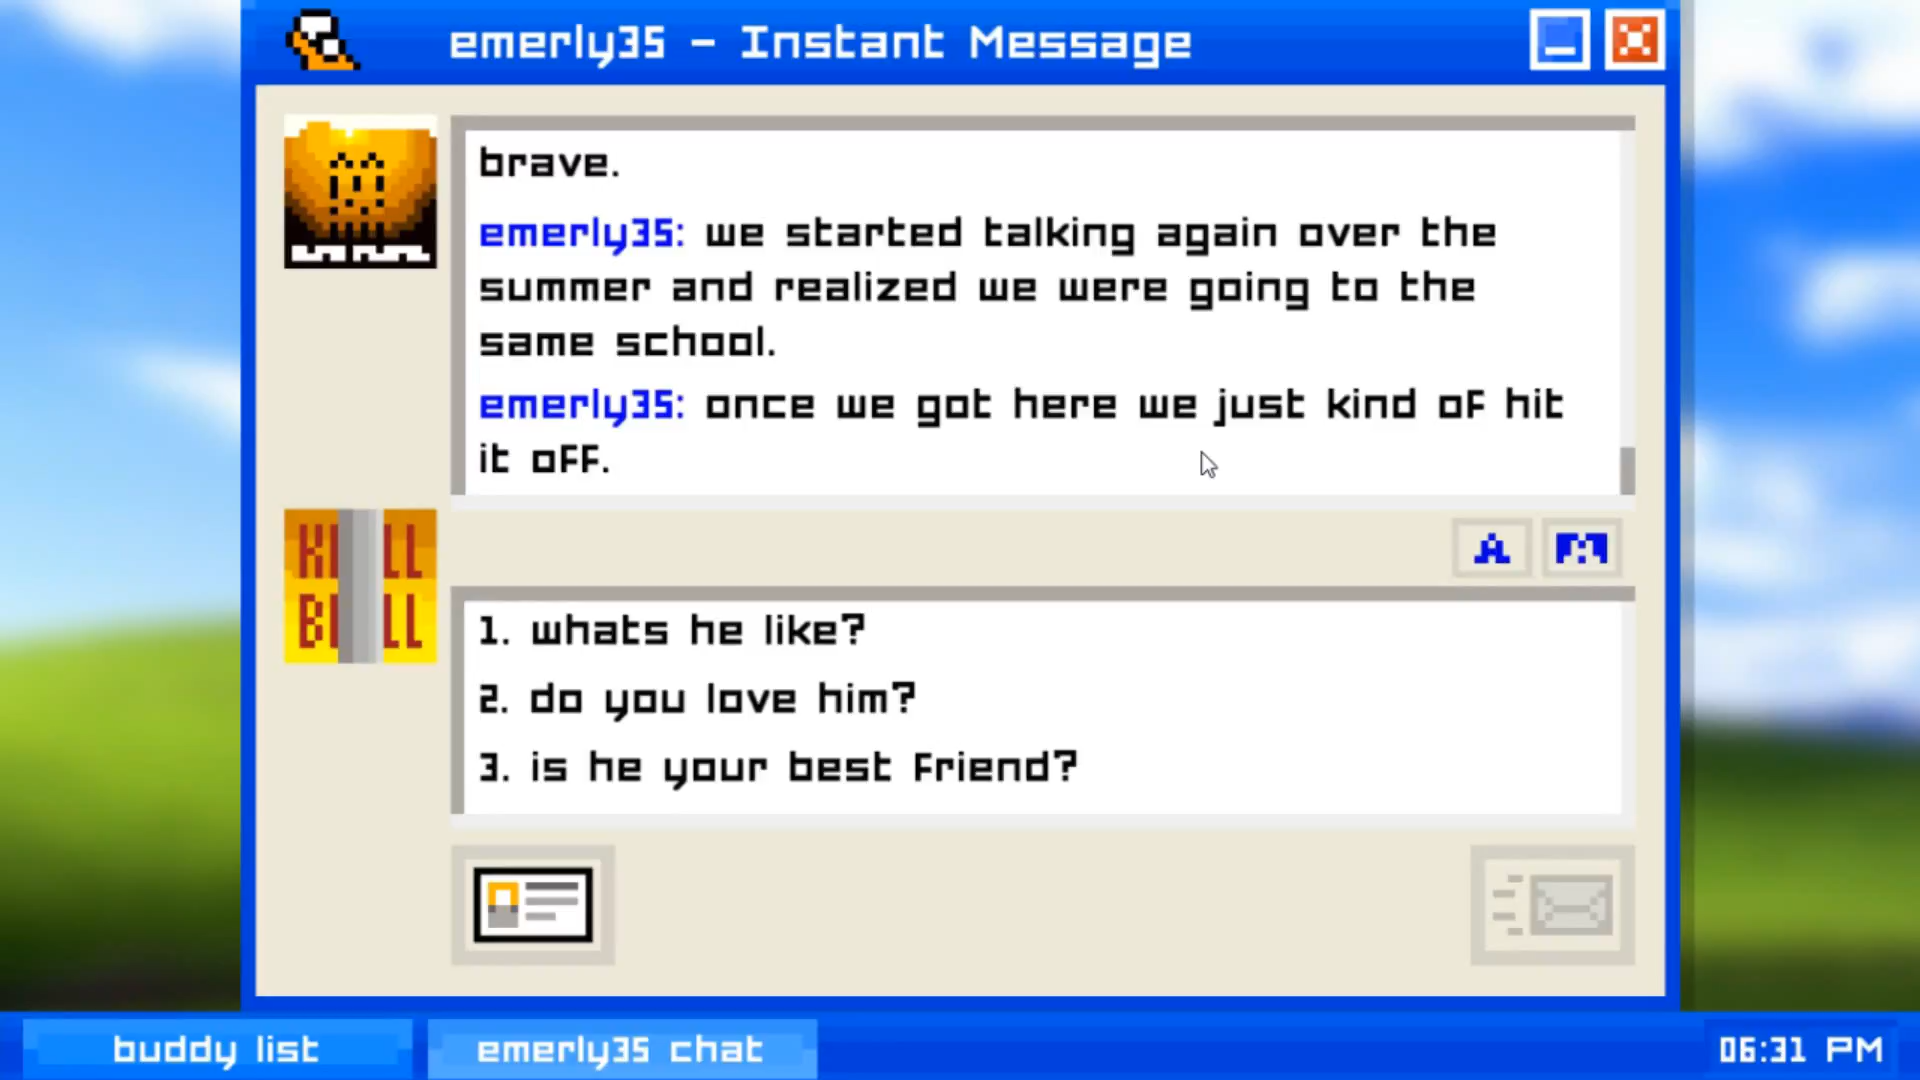 emerly35 - Instant Message
brave.
emerly35: we started talking again over the
summer and realized we were going to the
same school.
emerly35: once we got here we just kind of hit
it off.
KILL
BILL
A
1. whats he like?
2. do you love him?
3. is he your best friend?
buddy list
emerly35 chat
06:31 PM